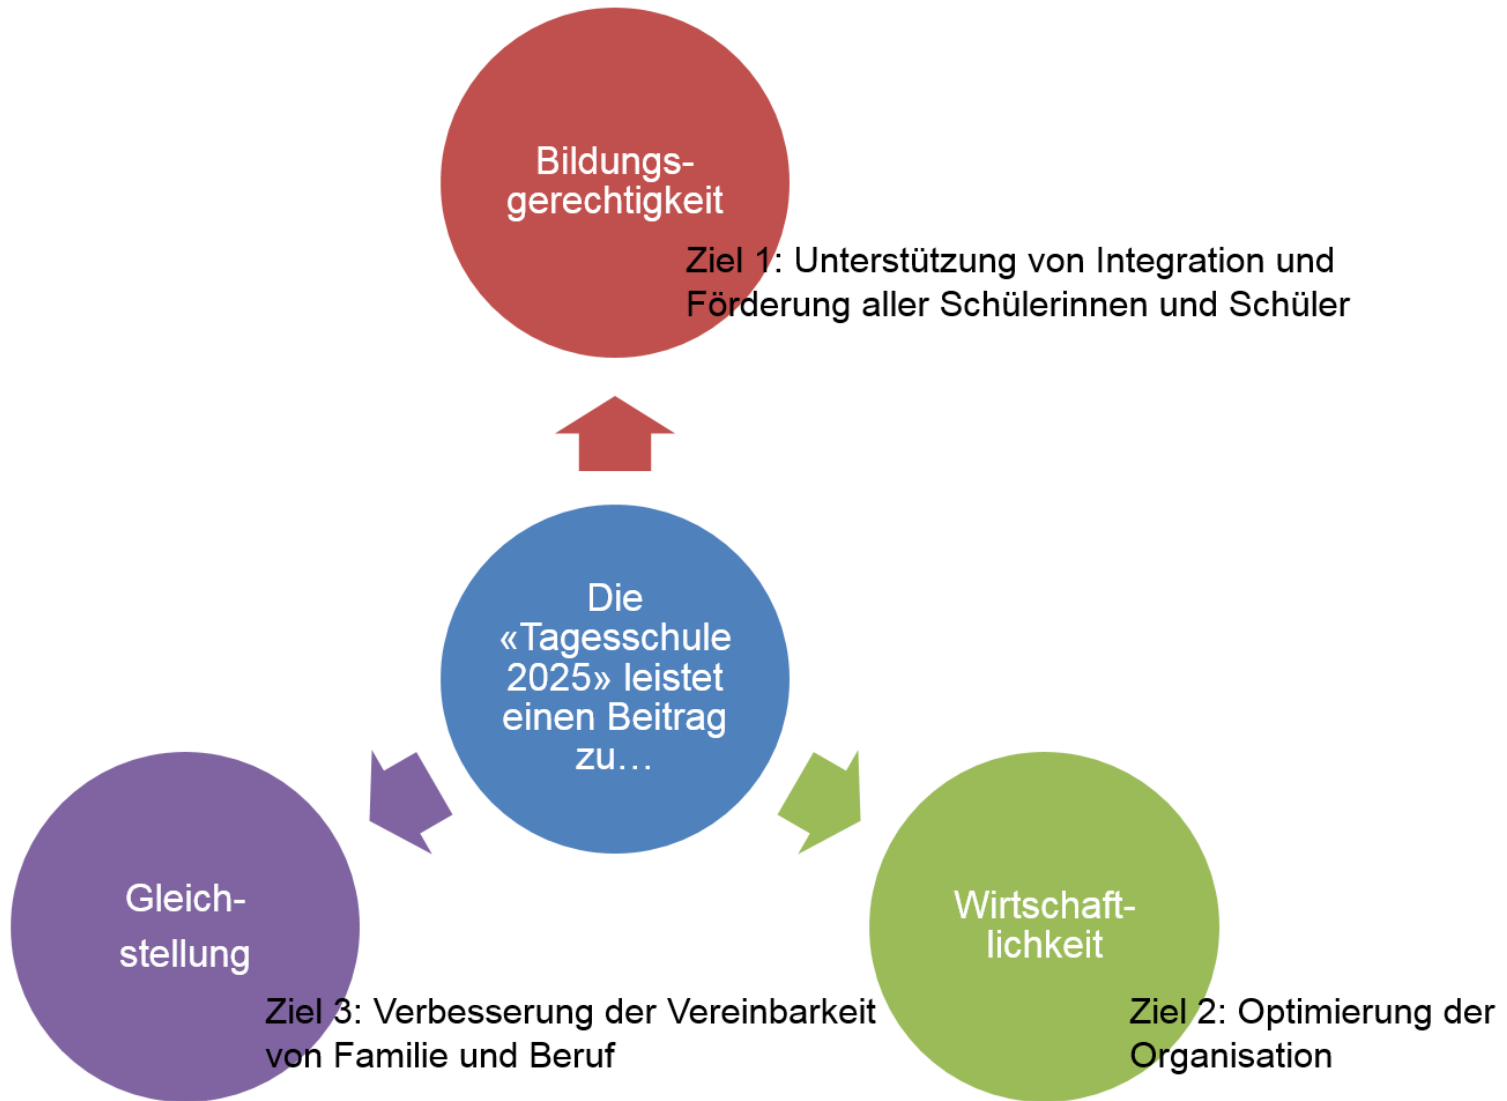 Bildungs-
gerechtigkeit
Ziel 1: Unterstützung von Integration und
Förderung aller Schülerinnen und Schüler
Die
«Tagesschule
2025» leistet
einen Beitrag
zu…
Gleich-
stellung
Ziel 3: Verbesserung der Vereinbarkeit
von Familie und Beruf
Wirtschaft-
lichkeit
Ziel 2: Optimierung der
Organisation